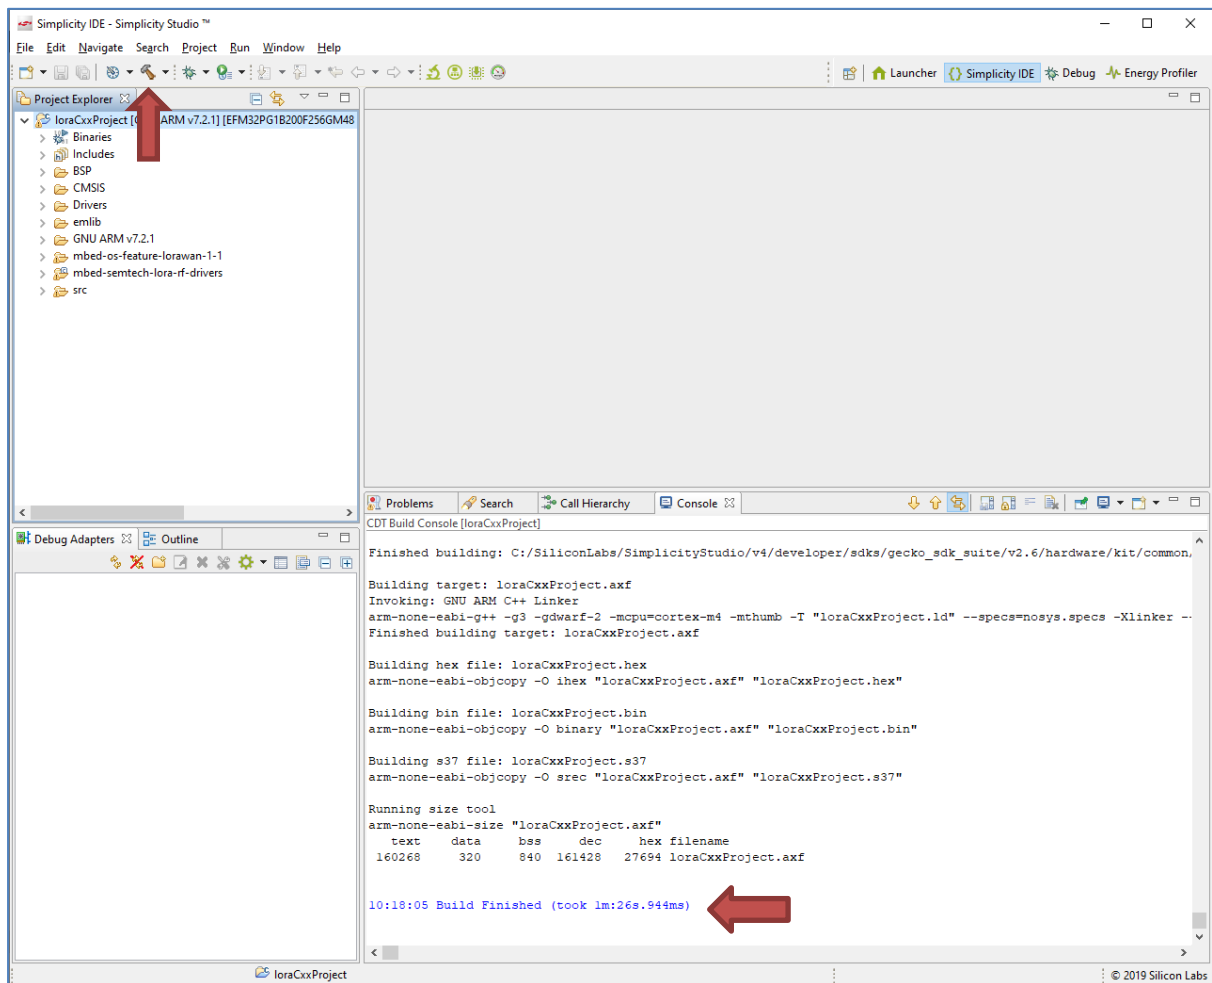 Simplicity IDE - Simplicity Studio ™
File Edit Navigate Search Project Run Window Help
Launcher {} Simplicity IDE Debug Energy Profiler
Project Explorer
loraCxxProject [ ARM v7.2.1] [EFM32PG1B200F256GM48
Binaries
Includes
BSP
CMSIS
Drivers
emlib
GNU ARM v7.2.1
mbed-os-feature-lorawan-1-1
mbed-semtech-lora-rf-drivers
src
Problems Search Call Hierarchy Console
CDT Build Console [loraCxxProject]
Finished building: C:/SiliconLabs/SimplicityStudio/v4/developer/sdks/gecko_sdk_suite/v2.6/hardware/kit/common,
Building target: loraCxxProject.axf
Invoking: GNU ARM C++ Linker
arm-none-eabi-g++ -g3 -gdwarf-2 -mcpu=cortex-m4 -mthumb -T "loraCxxProject.ld" --specs=nosys.specs -Xlinker --
Finished building target: loraCxxProject.axf
Building hex file: loraCxxProject.hex
arm-none-eabi-objcopy -O ihex "loraCxxProject.axf" "loraCxxProject.hex"
Building bin file: loraCxxProject.bin
arm-none-eabi-objcopy -O binary "loraCxxProject.axf" "loraCxxProject.bin"
Building s37 file: loraCxxProject.s37
arm-none-eabi-objcopy -O srec "loraCxxProject.axf" "loraCxxProject.s37"
Running size tool
arm-none-eabi-size "loraCxxProject.axf"
text data bss dec hex filename
160268 320 840 161428 27694 loraCxxProject.axf
10:18:05 Build Finished (took 1m:26s.944ms)
Debug Adapters Outline
loraCxxProject
© 2019 Silicon Labs